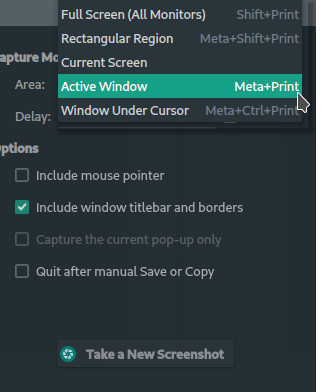 Full Screen (All Monitors) Shift+Print
Rectangular Region Meta+Shift+Print
Current Screen
apture Mo
Active Window Meta+Print
Area:
Window Under Cursor Meta+Ctrl+Print
Delay:
ptions
Include mouse pointer
Include window titlebar and borders
Capture the current pop-up only
Quit after manual Save or Copy
Take a New Screenshot